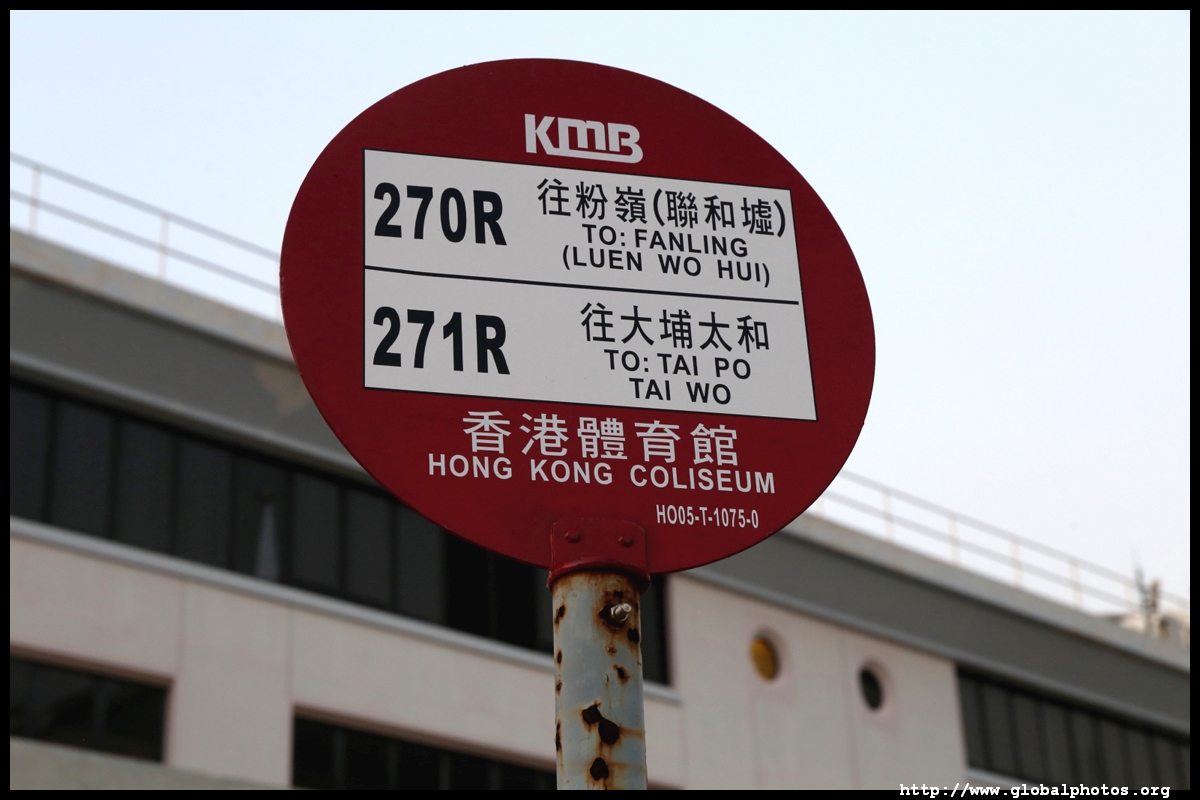 KMB
270R
往粉嶺(聯和墟)
TO: FANLING
(LUEN WO HUI)
271R
往大埔太和
TO: TAI PO
TAI WO
香港體育館
HONG KONG COLISEUM
HO05-T-1075-0
http://www.globalphotos.org